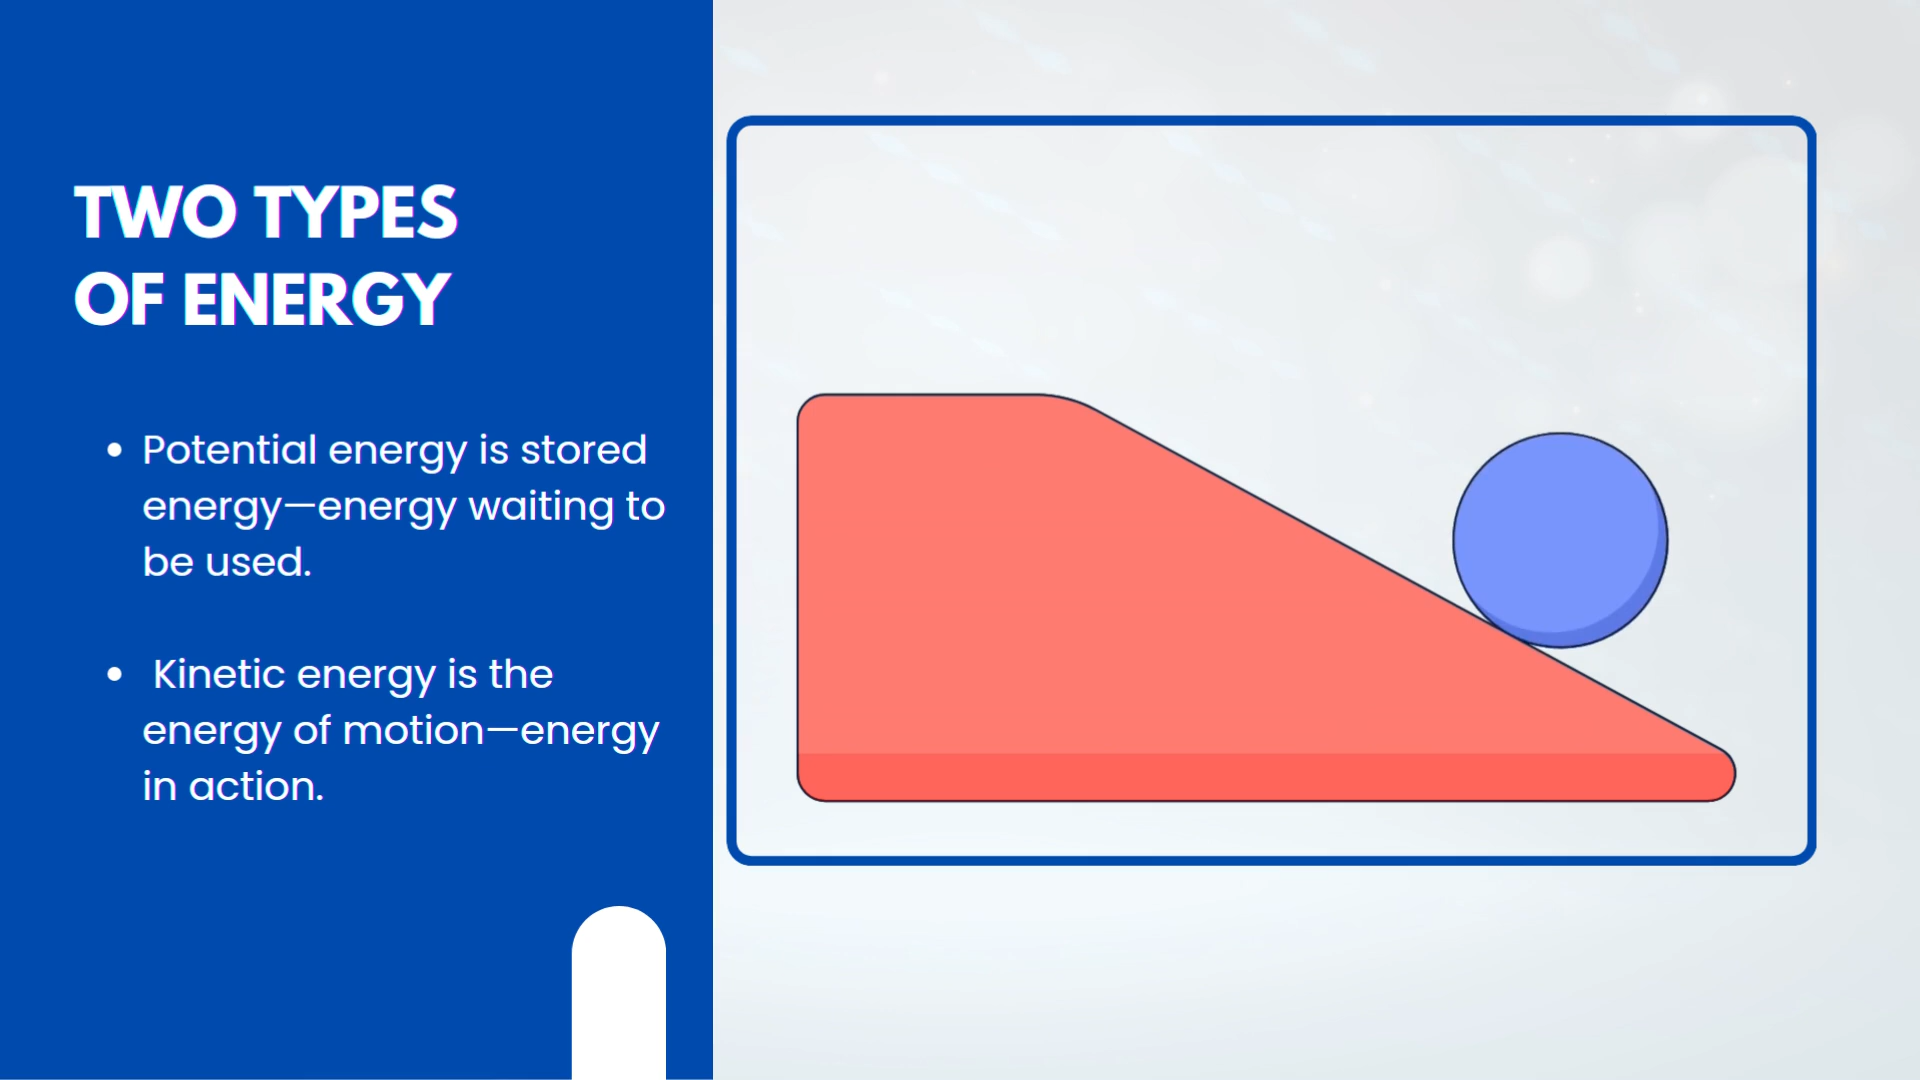 TWO TYPES
OF ENERGY
• Potential energy is stored
energy—energy waiting to
be used.
• Kinetic energy is the
energy of motion—energy
in action.